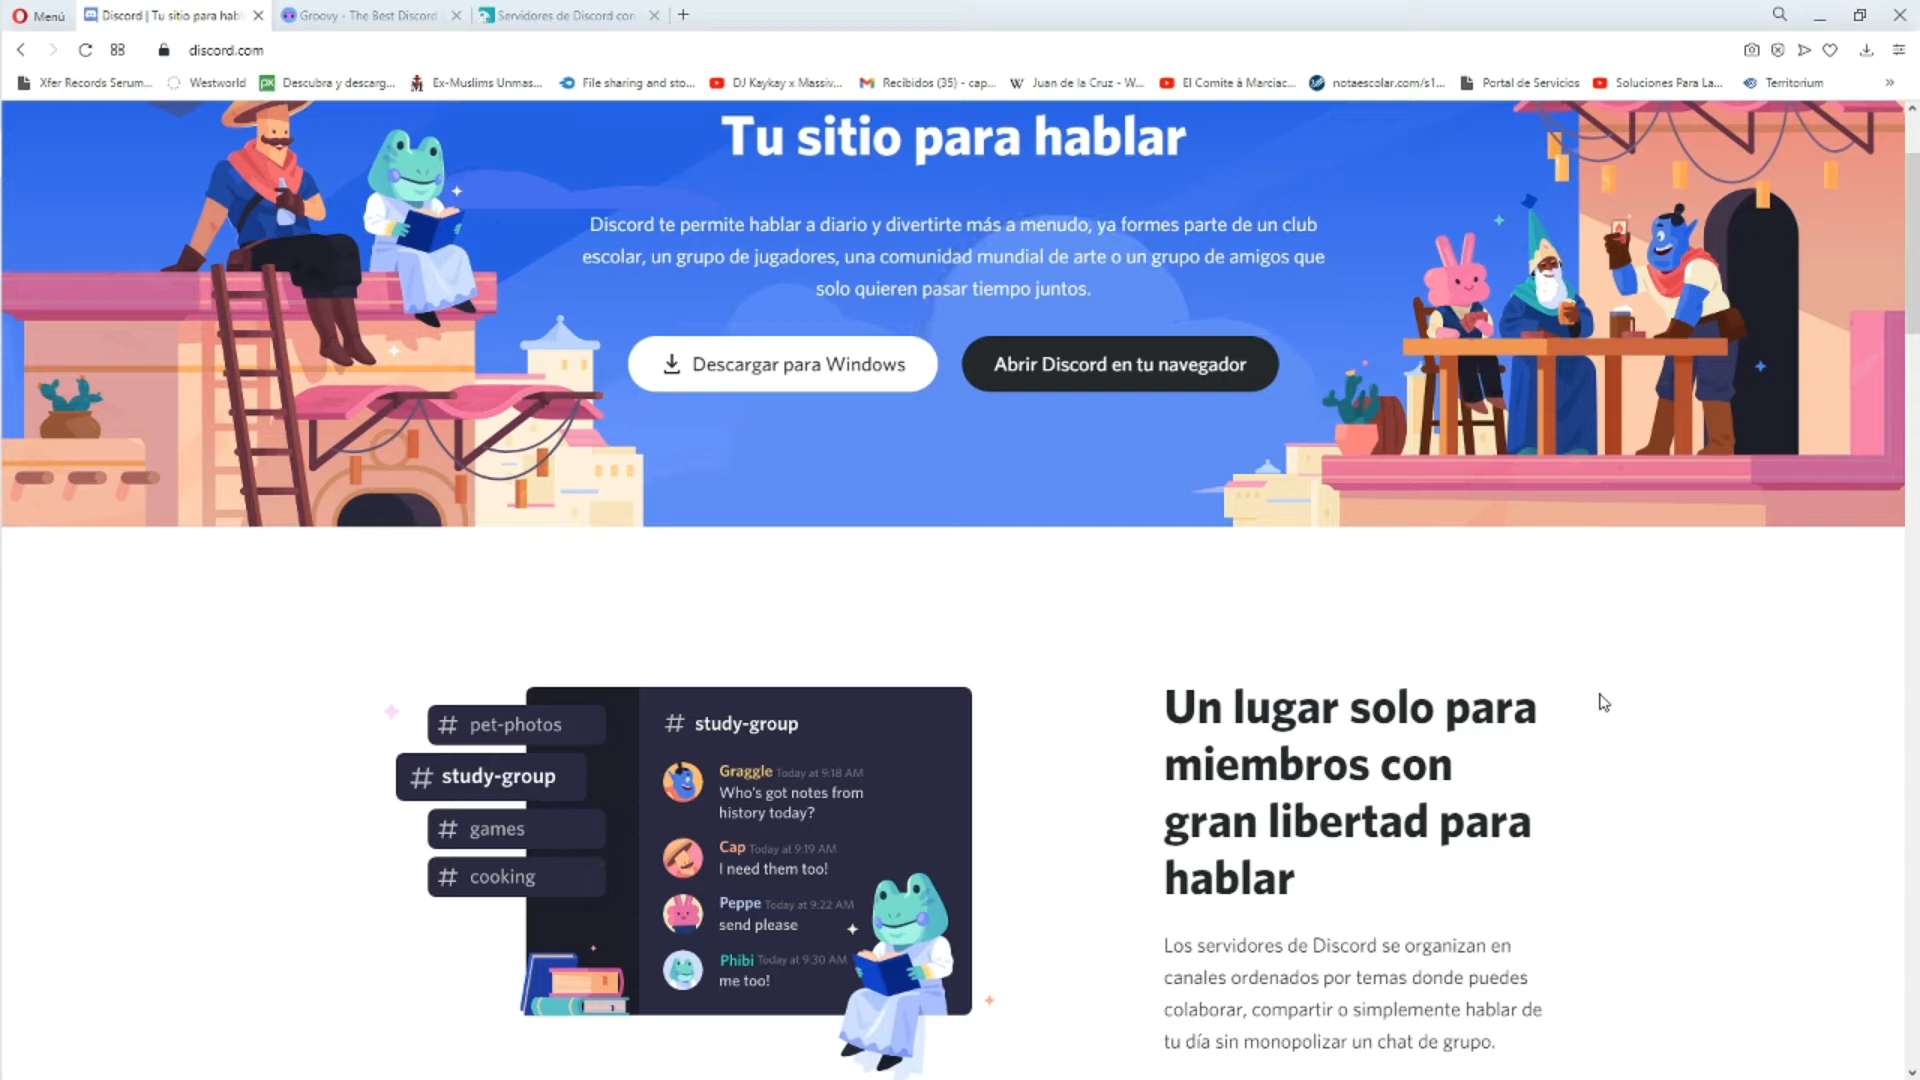 Menú
Discord | Tu sitio para hab
Groovy - The Best Discord
Servidores de Discord con
discord.com
Xfer Records Serum...
Westworld
Descubra y descarg...
Ex-Muslims Unmas...
File sharing and sto...
DJ Kaykay x Massiv...
Recibidos (35) - cap...
Juan de la Cruz - W...
El Comite à Marciac...
notaescolar.com/s1...
Portal de Servicios
Soluciones Para La...
Territorium
Tu sitio para hablar
Discord te permite hablar a diario y divertirte más a menudo, ya formes parte de un club
escolar, un grupo de jugadores, una comunidad mundial de arte o un grupo de amigos que
solo quieren pasar tiempo juntos.
Descargar para Windows
Abrir Discord en tu navegador
# pet-photos
# study-group
# games
# cooking
# study-group
Graggle Today at 9:18 AM
Who's got notes from
history today?
Cap Today at 9:19 AM
I need them too!
Peppe Today at 9:22 AM
send please
Phibi Today at 9:30 AM
me too!
Un lugar solo para
miembros con
gran libertad para
hablar
Los servidores de Discord se organizan en
canales ordenados por temas donde puedes
colaborar, compartir o simplemente hablar de
tu día sin monopolizar un chat de grupo.